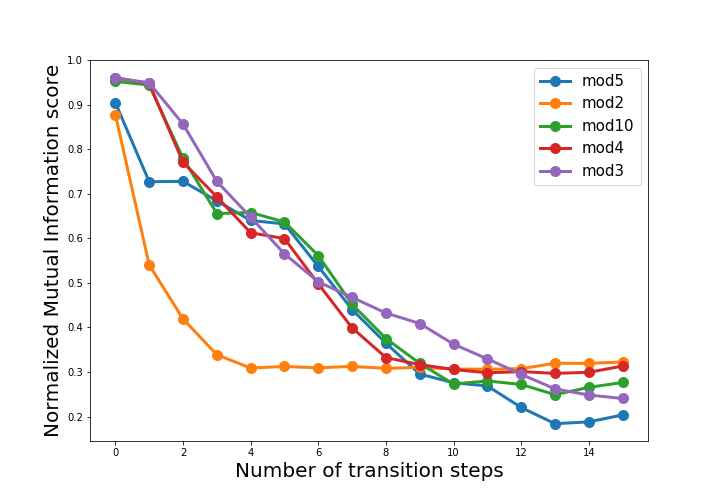 1.0
0.9
0.8
0.7
0.6
0.5
0.4
0.3
0.2
Normalized Mutual Information score
mod5
mod2
mod10
mod4
mod3
0 2 4 6 8 10 12 14
Number of transition steps